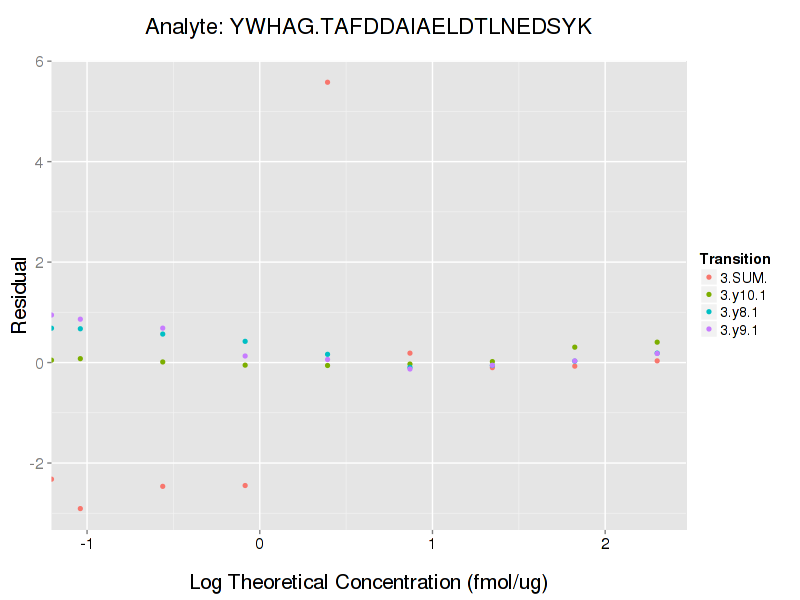 Analyte: YWHAG.TAFDDAIAELDTLNEDSYK
6
4
2
0
-2
Residual
-1
0
1
2
Log Theoretical Concentration (fmol/ug)
Transition
3.SUM.
3.y10.1
3.y8.1
3.y9.1